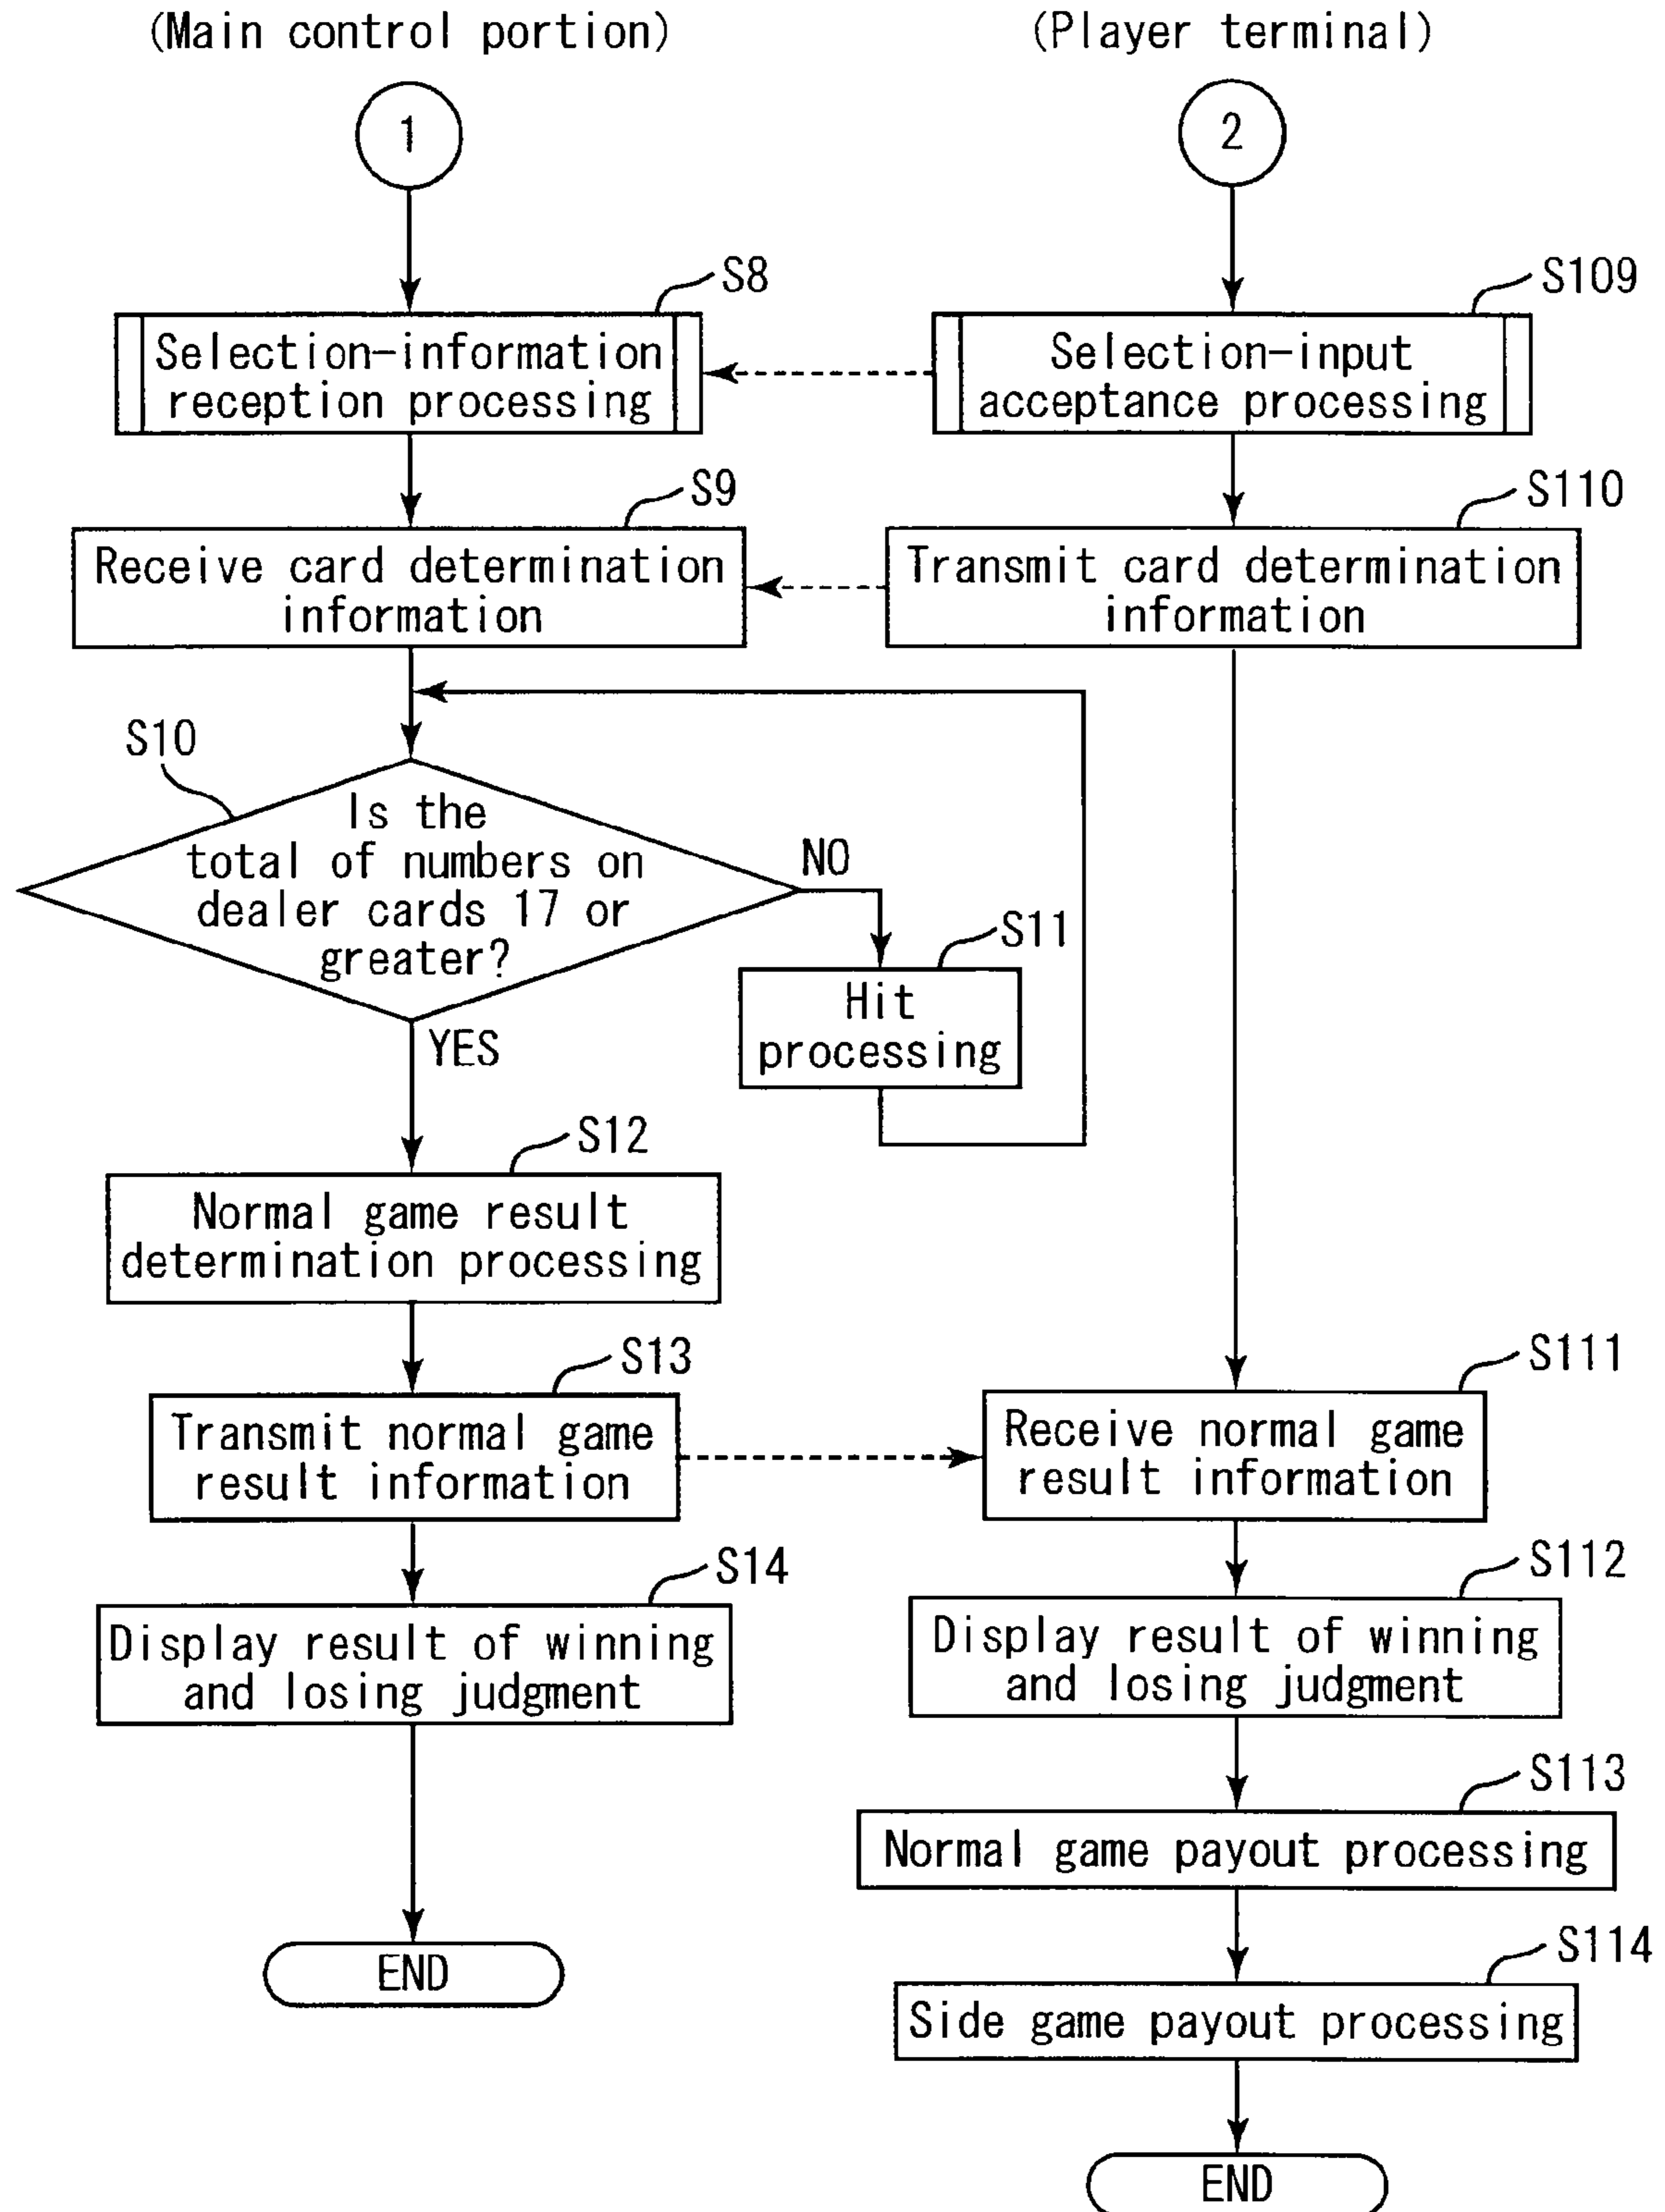 (Main control portion)
(Player terminal)
1
2
S8
S109
Selection-information
reception processing
Selection-input
acceptance processing
S9
S110
Receive card determination
information
Transmit card determination
information
S10
Is the
total of numbers on
dealer cards 17 or
greater?
NO
S11
Hit
processing
YES
S12
Normal game result
determination processing
S13
S111
Transmit normal game
result information
Receive normal game
result information
S14
S112
Display result of winning
and losing judgment
Display result of winning
and losing judgment
S113
Normal game payout processing
END
S114
Side game payout processing
END